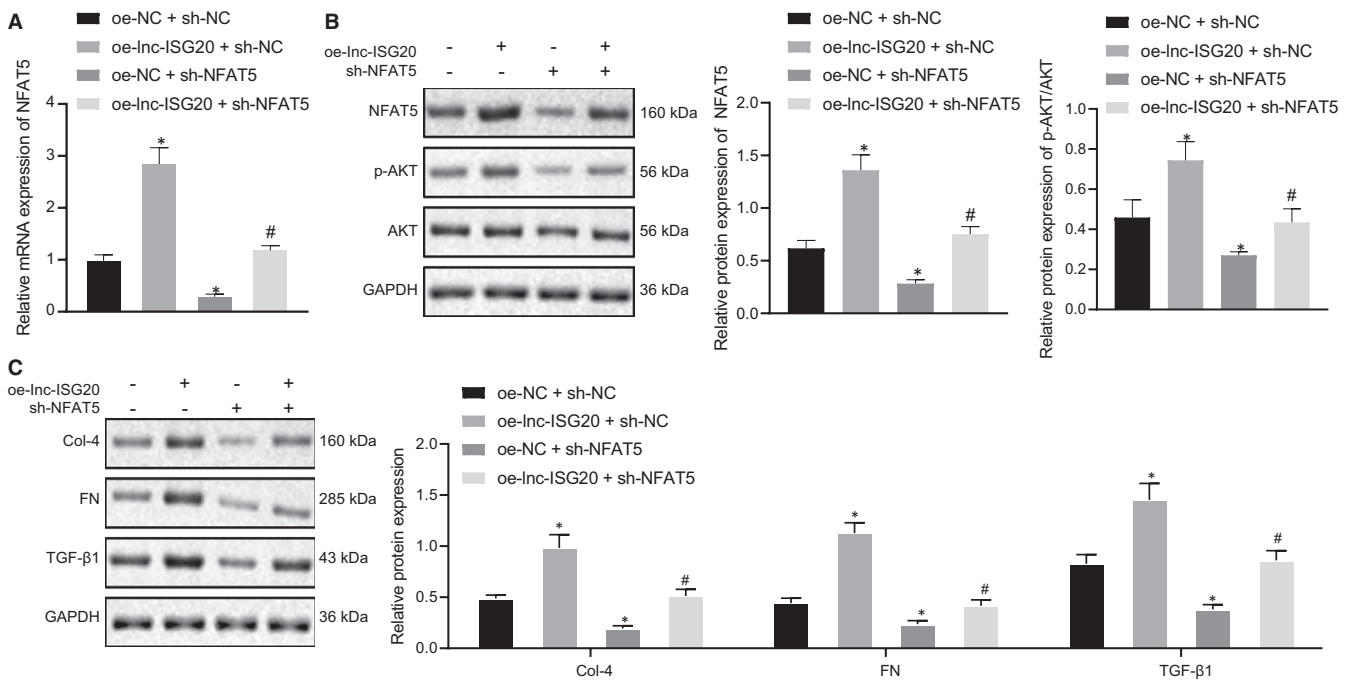 A
oe-NC + sh-NC
oe-lnc-ISG20 + sh-NC
oe-NC + sh-NFAT5
oe-lnc-ISG20 + sh-NFAT5
Relative mRNA expression of NFAT5
4
3
2
1
0
*
*
#
B
oe-lnc-ISG20 - + - +
sh-NFAT5 - - + +
NFAT5 160 kDa
p-AKT 56 kDa
AKT 56 kDa
GAPDH 36 kDa
oe-NC + sh-NC
oe-lnc-ISG20 + sh-NC
oe-NC + sh-NFAT5
oe-lnc-ISG20 + sh-NFAT5
Relative protein expression of NFAT5
2.0
1.5
1.0
0.5
0.0
*
*
#
oe-NC + sh-NC
oe-lnc-ISG20 + sh-NC
oe-NC + sh-NFAT5
oe-lnc-ISG20 + sh-NFAT5
Relative protein expression of p-AKT/AKT
1.0
0.8
0.6
0.4
0.2
0.0
*
*
#
C
oe-lnc-ISG20 - + - +
sh-NFAT5 - - + +
Col-4 160 kDa
FN 285 kDa
TGF-β1 43 kDa
GAPDH 36 kDa
oe-NC + sh-NC
oe-lnc-ISG20 + sh-NC
oe-NC + sh-NFAT5
oe-lnc-ISG20 + sh-NFAT5
Relative protein expression
2.0
1.5
1.0
0.5
0.0
*
*
#
*
*
#
*
*
#
Col-4 FN TGF-β1